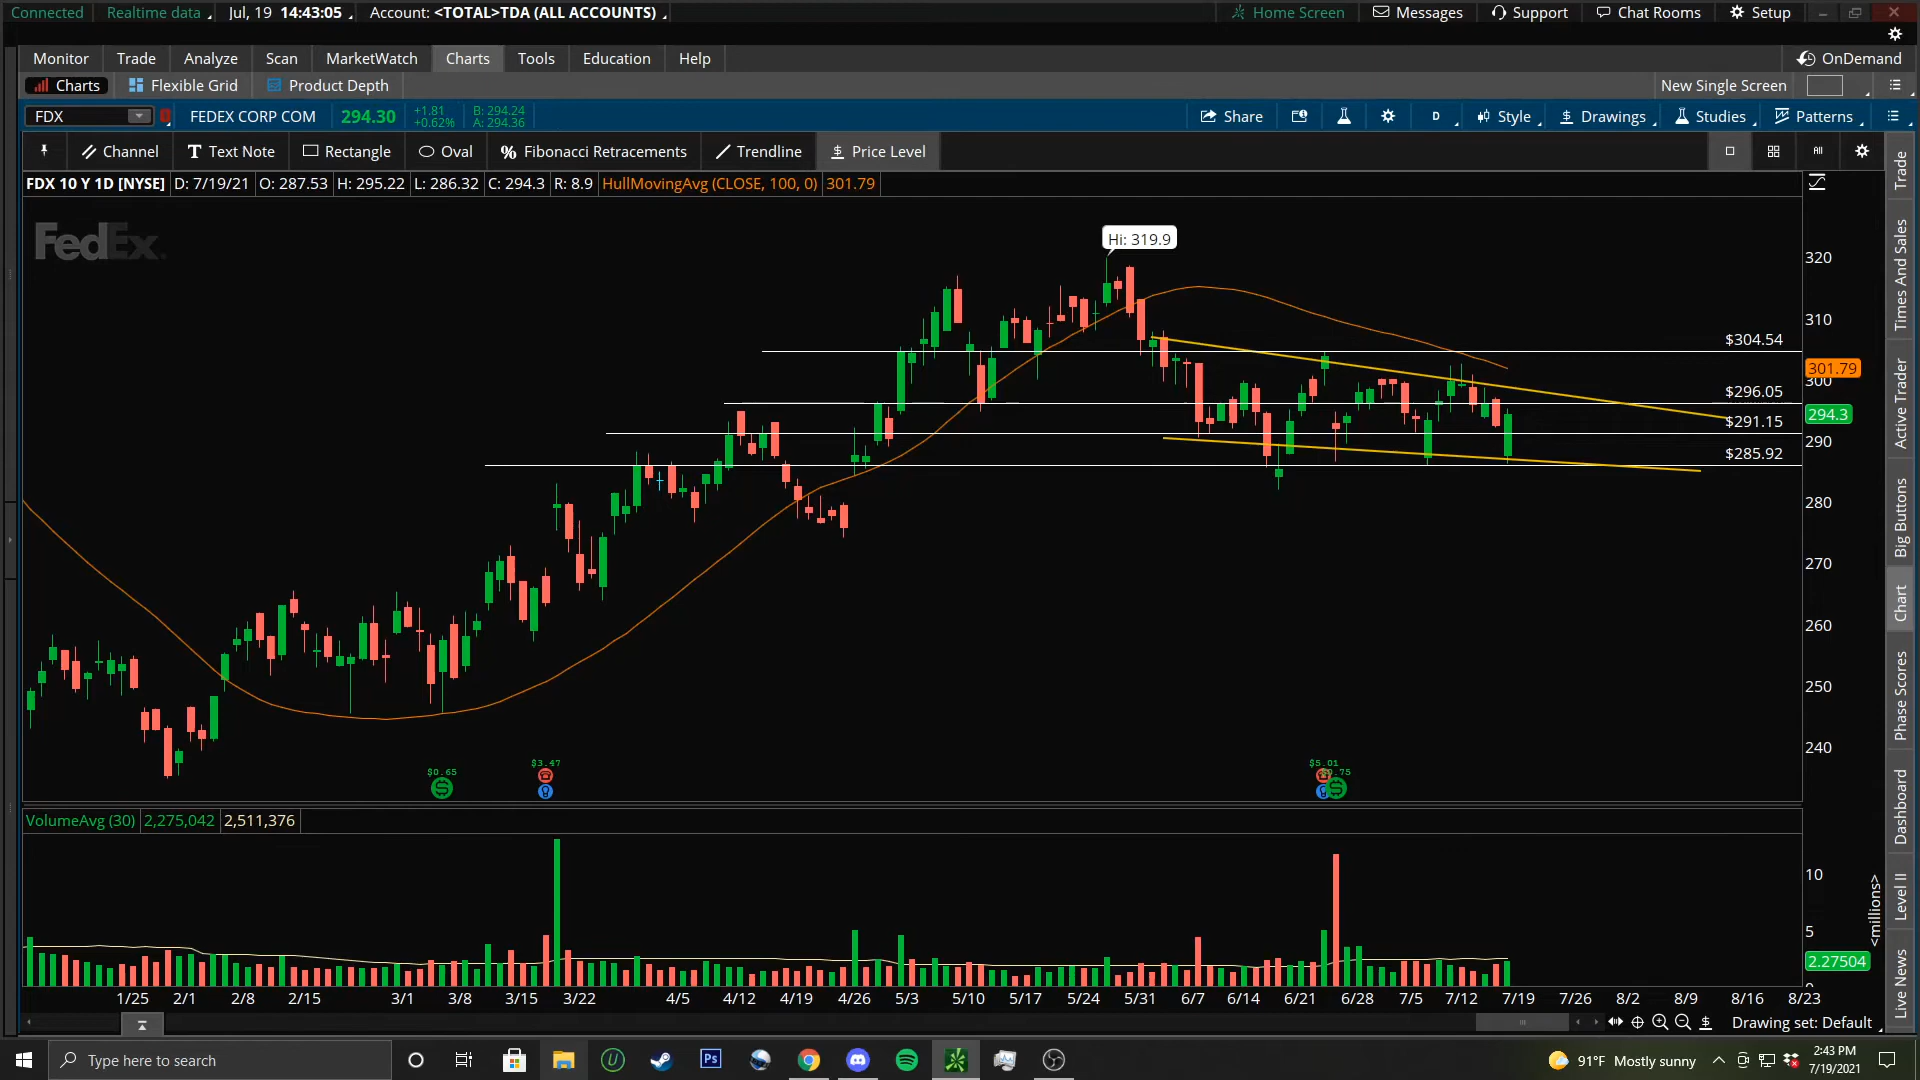 Connected Realtime data Jul, 19 14:43:05 Account: <TOTAL>TDA (ALL ACCOUNTS) Home Screen Messages Support Chat Rooms Setup
Monitor Trade Analyze Scan MarketWatch Charts Tools Education Help OnDemand
Charts Flexible Grid Product Depth New Single Screen
FDX FEDEX CORP COM 294.30 +1.81 +0.62% B: 294.24 A: 294.36 Share D Style Drawings Studies Patterns
Channel Text Note Rectangle Oval Fibonacci Retracements Trendline Price Level All
FDX 10 Y 1D [NYSE] D: 7/19/21 O: 287.53 H: 295.22 L: 286.32 C: 294.3 R: 8.9 HullMovingAvg (CLOSE, 100, 0) 301.79
FedEx.
Hi: 319.9
320
310
$304.54
301.79
300
$296.05
294.3
$291.15
290
$285.92
280
270
260
250
240
$0.65 $3.47 $5.01
VolumeAvg (30) 2,275,042 2,511,376
10
5
2.27504
<millions>
1/25 2/1 2/8 2/15 3/1 3/8 3/15 3/22 4/5 4/12 4/19 4/26 5/3 5/10 5/17 5/24 5/31 6/7 6/14 6/21 6/28 7/5 7/12 7/19 7/26 8/2 8/9 8/16 8/23
Drawing set: Default
Trade
Times And Sales
Active Trader
Big Buttons
Chart
Phase Scores
Dashboard
Level II
Live News
Type here to search Ps 91°F Mostly sunny 2:43 PM
7/19/2021